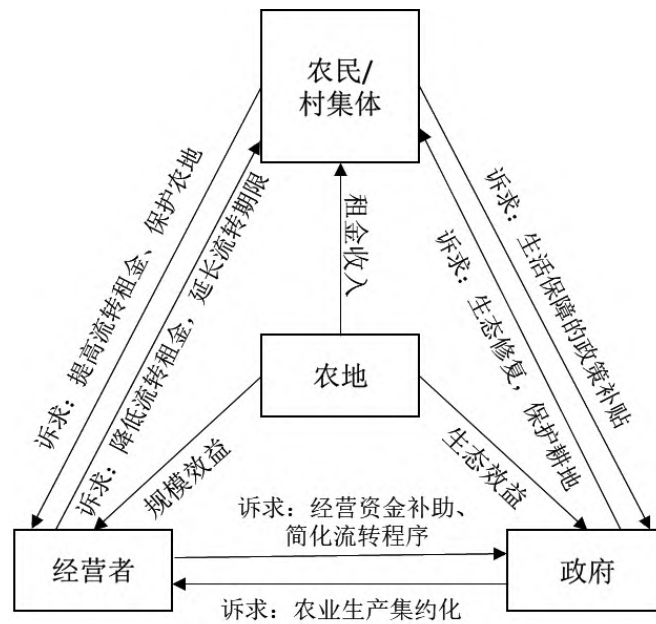 农民/
村集体
诉求：提高流转租金、保护农地
诉求：降低流转租金，延长流转期限
租金收入
诉求：生态修复，保护耕地
诉求：生活保障的政策补贴
农地
规模效益
生态效益
诉求：经营资金补助、
简化流转程序
经营者
政府
诉求：农业生产集约化